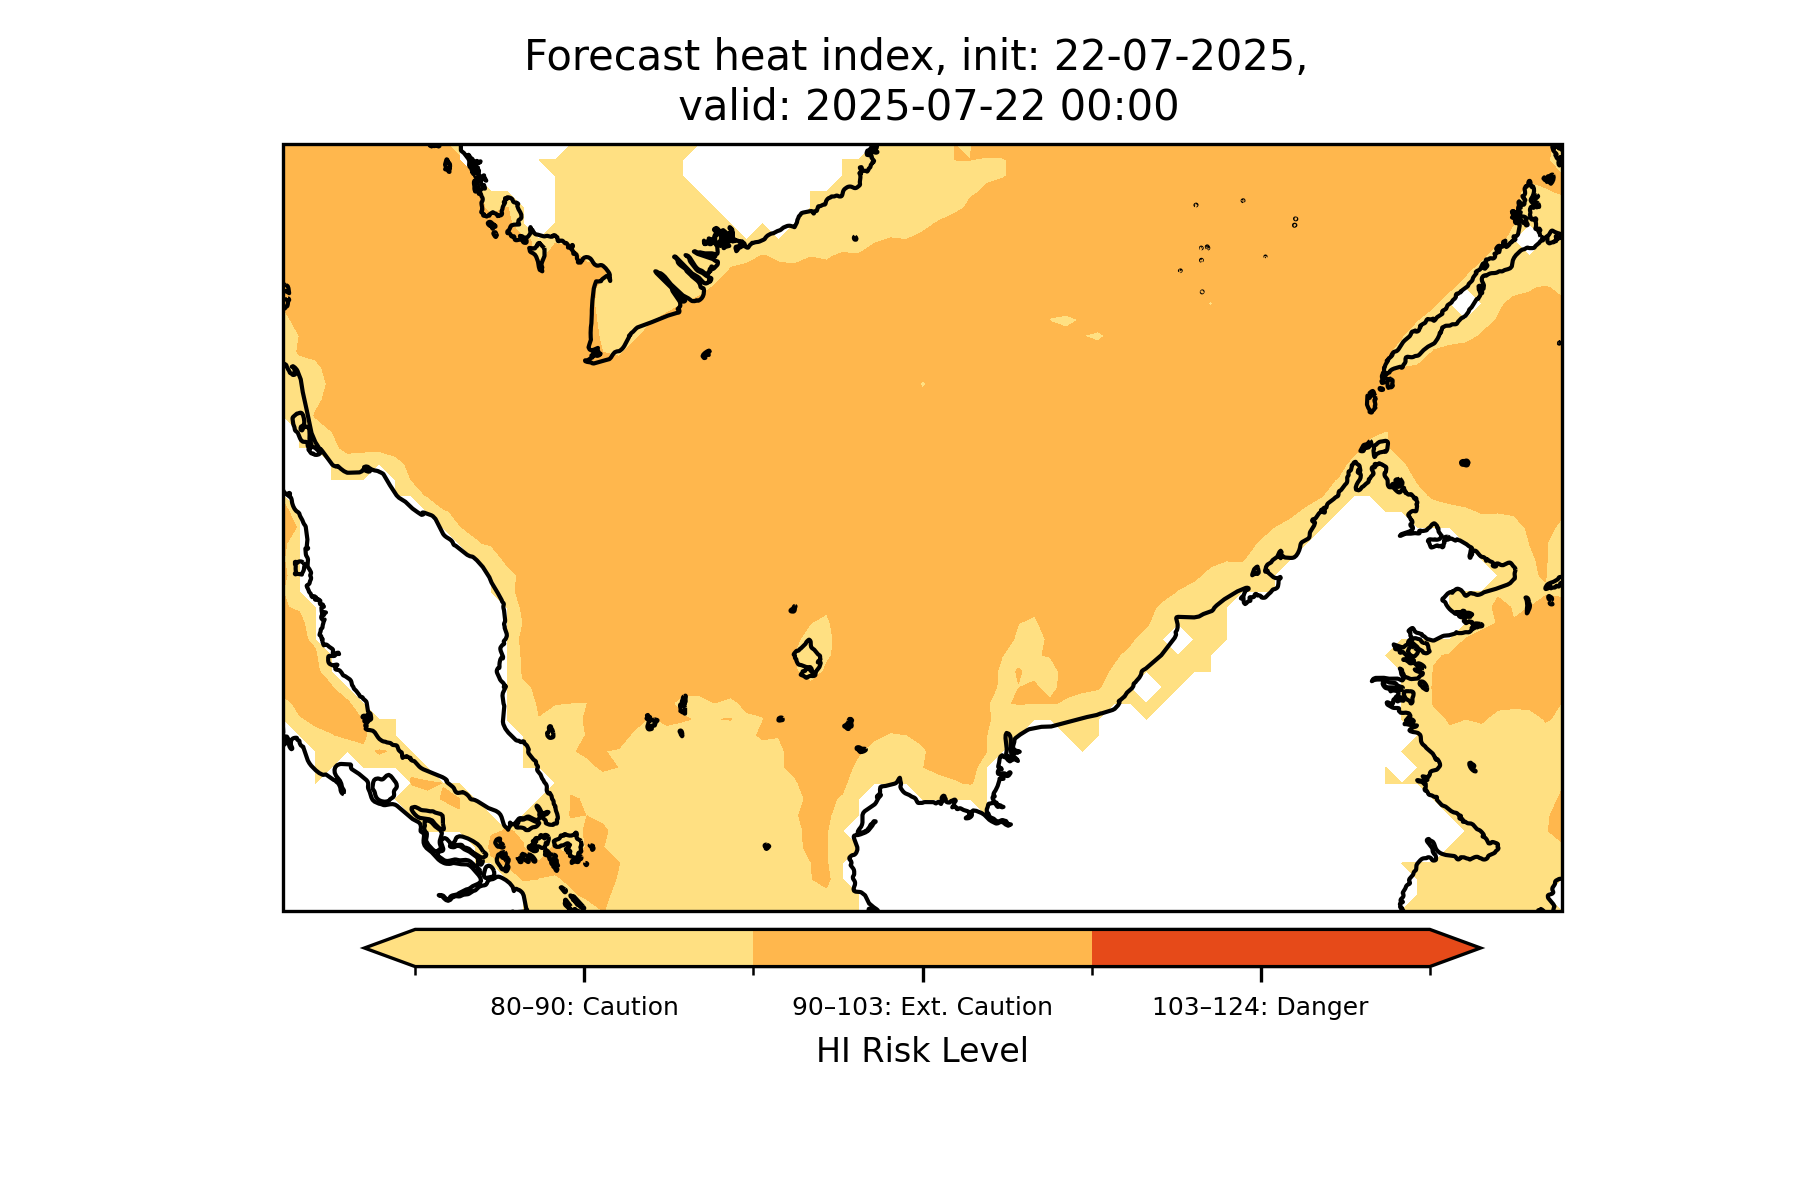 Forecast heat index, init: 22-07-2025,
valid: 2025-07-22 00:00
80–90: Caution
90–103: Ext. Caution
103–124: Danger
HI Risk Level